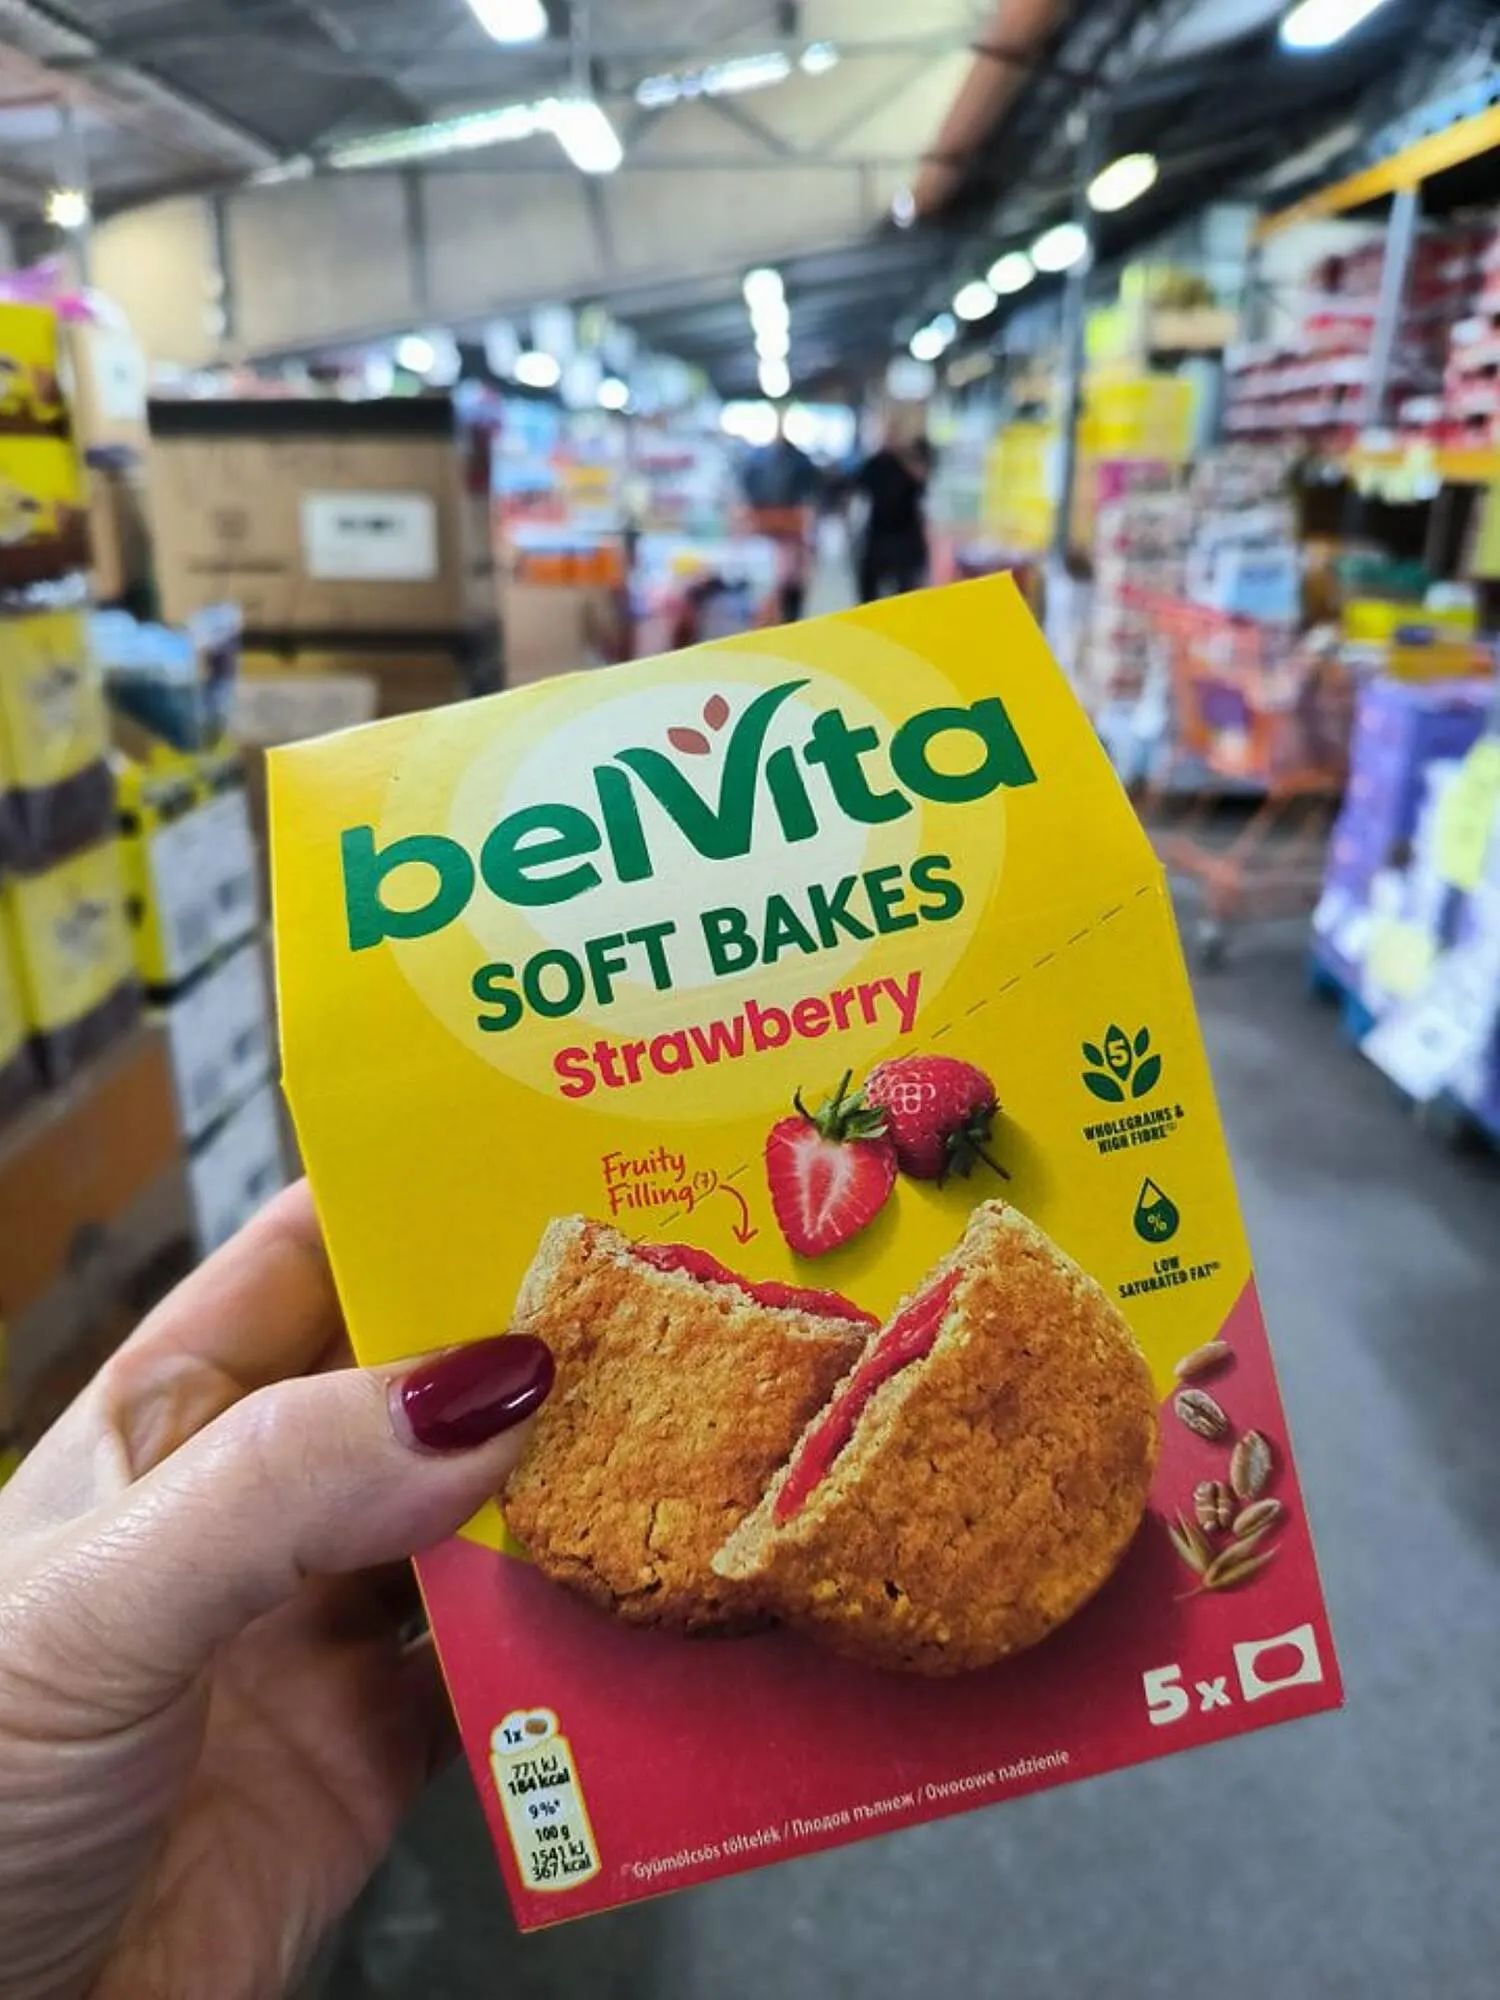 belVita
SOFT BAKES
Strawberry
Fruity
Filling(7)
5
WHOLEGRAINS &
HIGH FIBRE
%
LOW
SATURATED FAT
5x
1x
771 kJ
184 kcal
9%*
100 g
1541 kJ
367 kcal
Gyümölcsös töltelék / Плодов пълнеж / Owocowe nadzienie